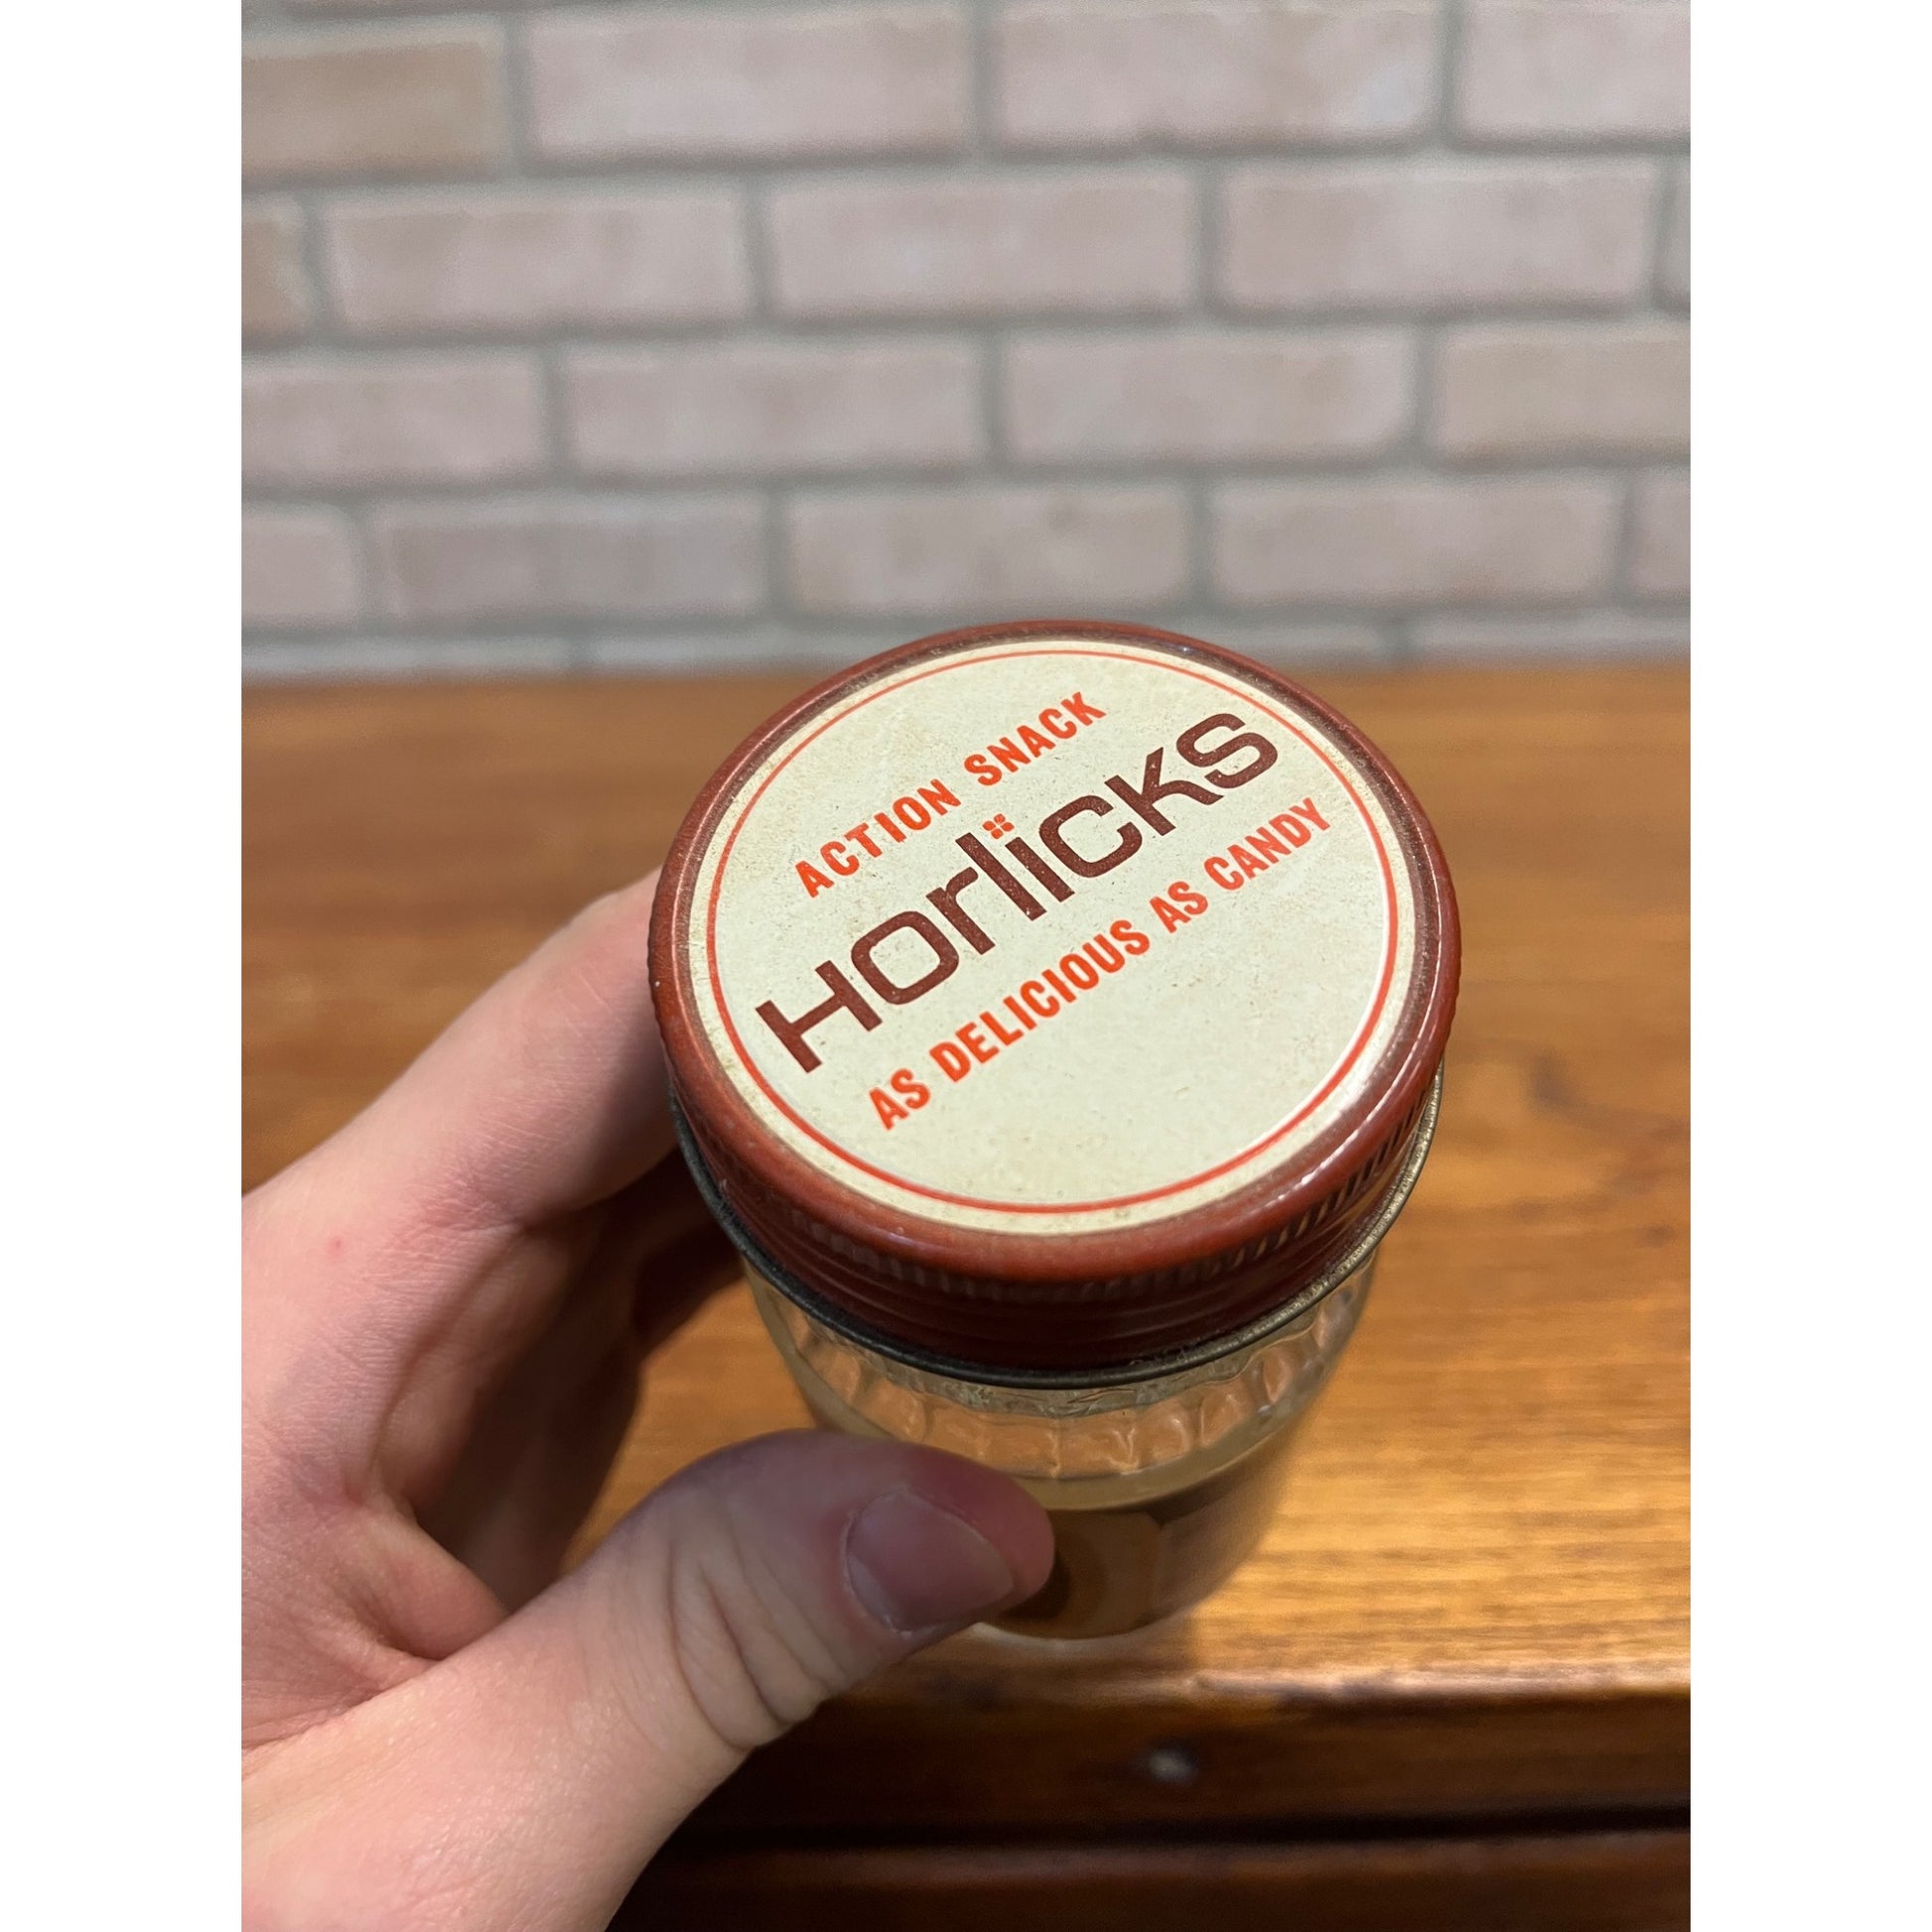 ACTION SNACK
Horlicks
AS DELICIOUS AS CANDY